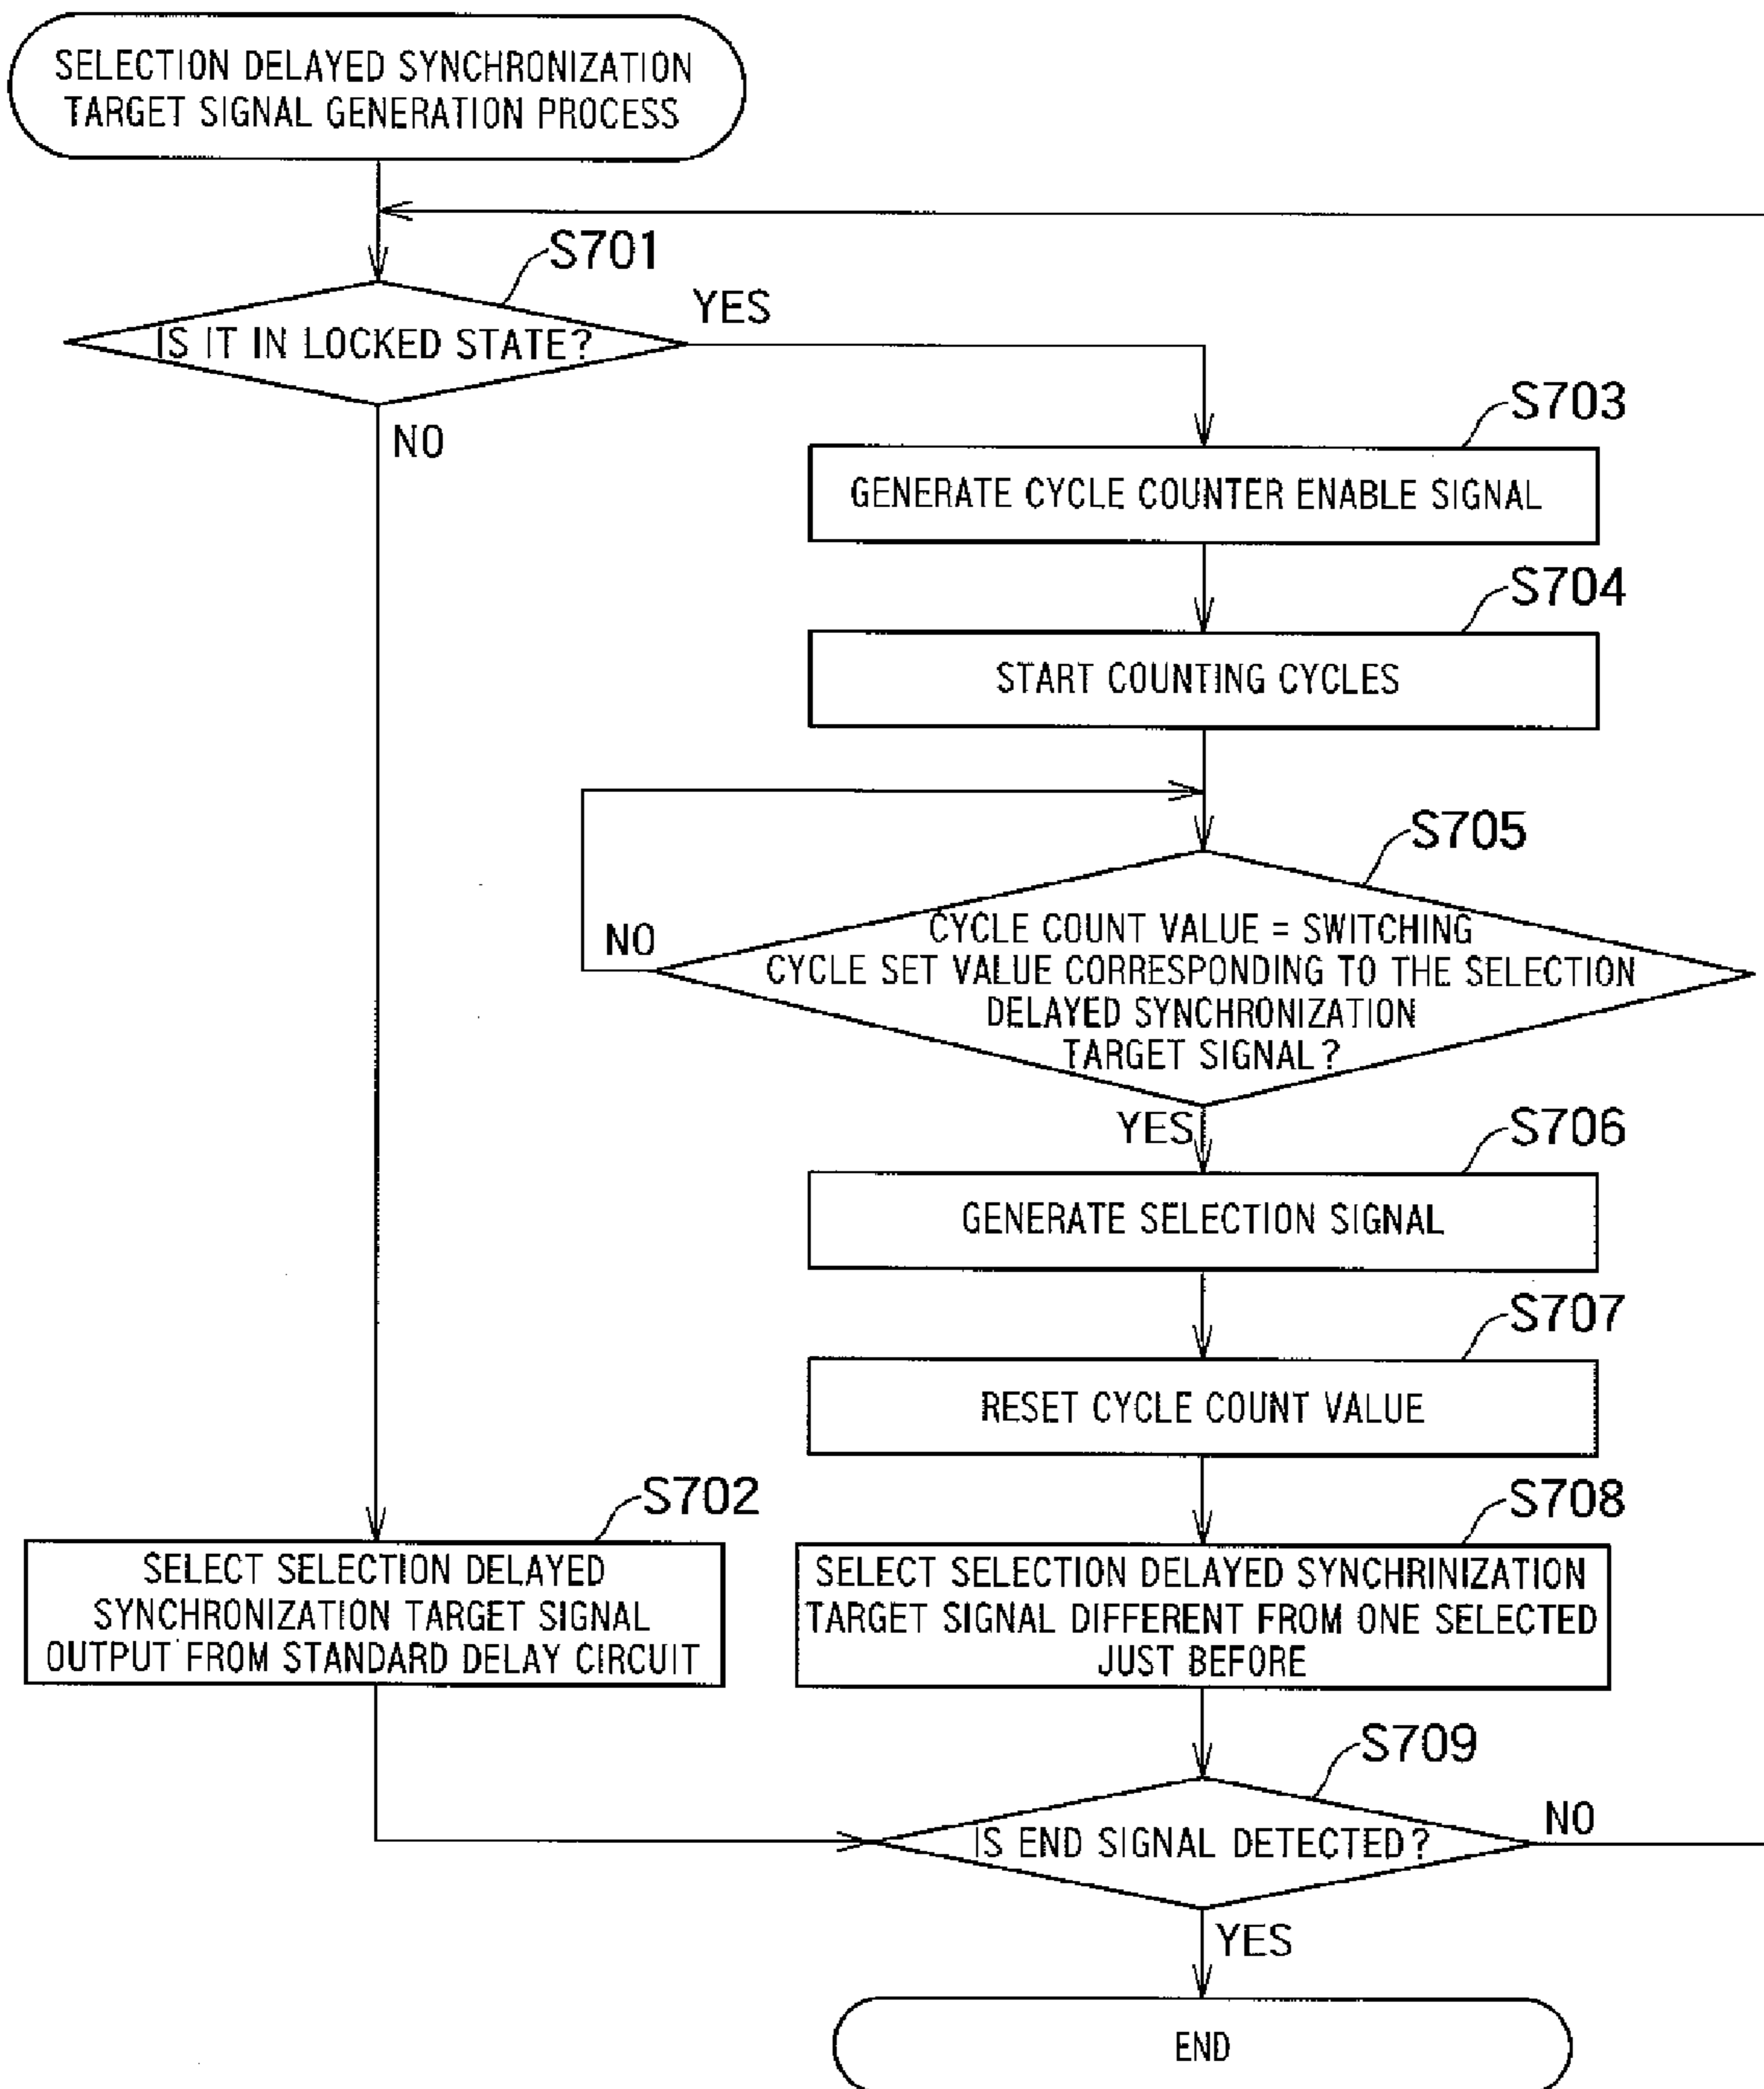 SELECTION DELAYED SYNCHRONIZATION
TARGET SIGNAL GENERATION PROCESS
S701
IS IT IN LOCKED STATE?
YES
NO
S703
GENERATE CYCLE COUNTER ENABLE SIGNAL
S704
START COUNTING CYCLES
S705
CYCLE COUNT VALUE = SWITCHING
CYCLE SET VALUE CORRESPONDING TO THE SELECTION
DELAYED SYNCHRONIZATION
TARGET SIGNAL?
NO
YES
S706
GENERATE SELECTION SIGNAL
S707
RESET CYCLE COUNT VALUE
S702
SELECT SELECTION DELAYED
SYNCHRONIZATION TARGET SIGNAL
OUTPUT FROM STANDARD DELAY CIRCUIT
S708
SELECT SELECTION DELAYED SYNCHRINIZATION
TARGET SIGNAL DIFFERENT FROM ONE SELECTED
JUST BEFORE
S709
IS END SIGNAL DETECTED?
NO
YES
END